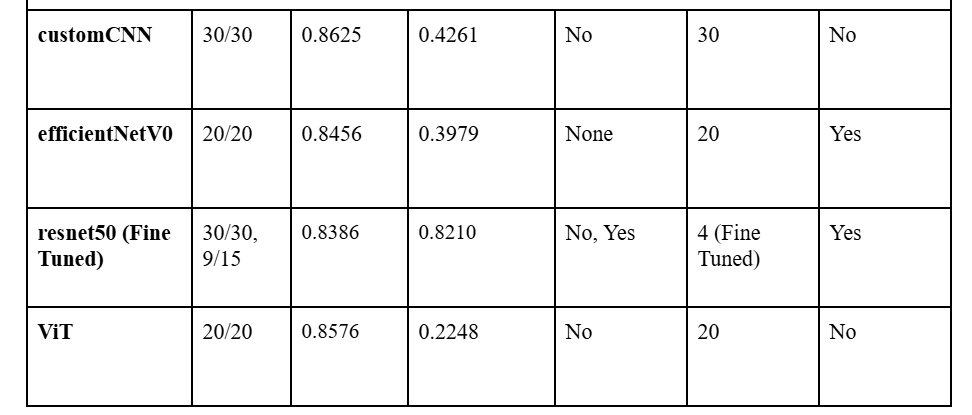 customCNN 30/30 0.8625 0.4261 No 30 No
efficientNetV0 20/20 0.8456 0.3979 None 20 Yes
resnet50 (Fine 30/30, 0.8386 0.8210 No, Yes 4 (Fine Yes
Tuned) 9/15 Tuned)
ViT 20/20 0.8576 0.2248 No 20 No